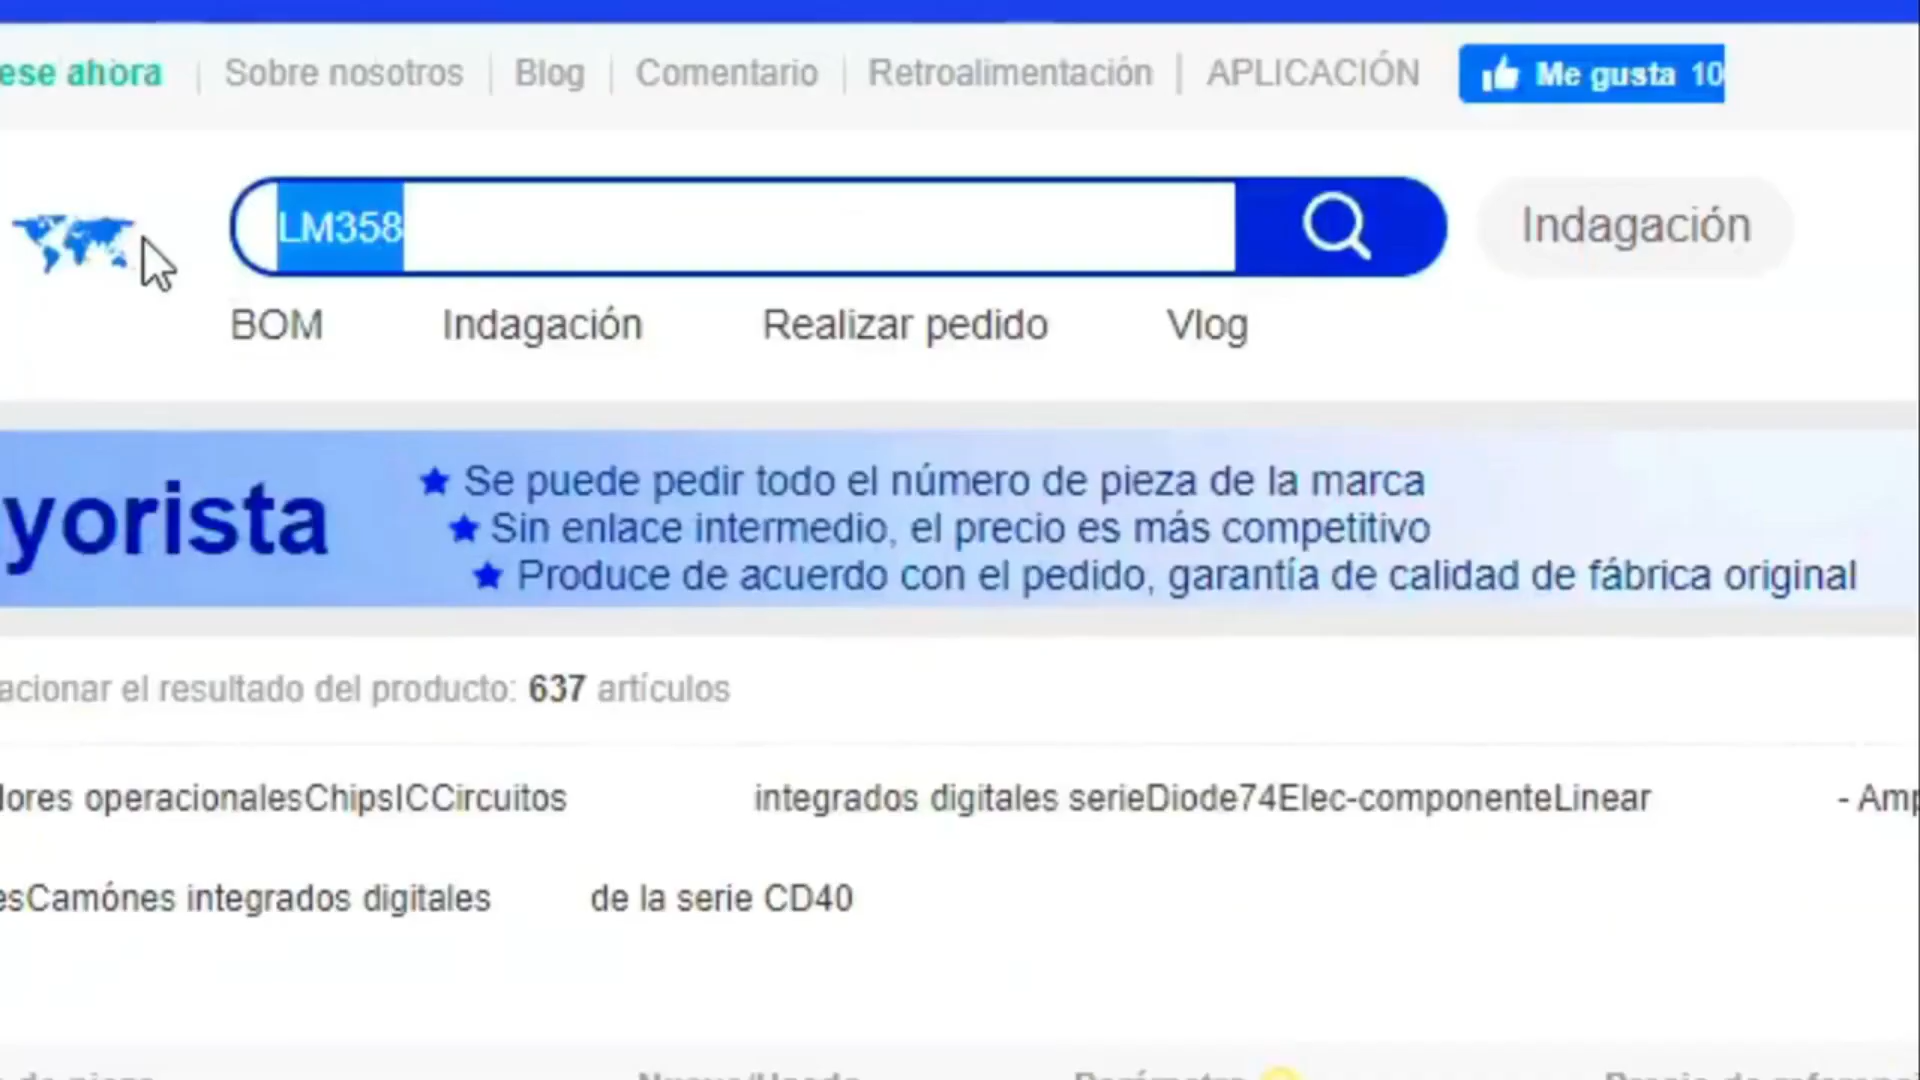 ese ahora | Sobre nosotros | Blog | Comentario | Retroalimentación | APLICACIÓN Me gusta 10
LM358 Indagación
BOM Indagación Realizar pedido Vlog
yorista
Se puede pedir todo el número de pieza de la marca
Sin enlace intermedio, el precio es más competitivo
Produce de acuerdo con el pedido, garantía de calidad de fábrica original
acionar el resultado del producto: 637 artículos
lores operacionalesChipsICCircuitos integrados digitales serieDiode74Elec-componenteLinear - Amp
esCamónes integrados digitales de la serie CD40